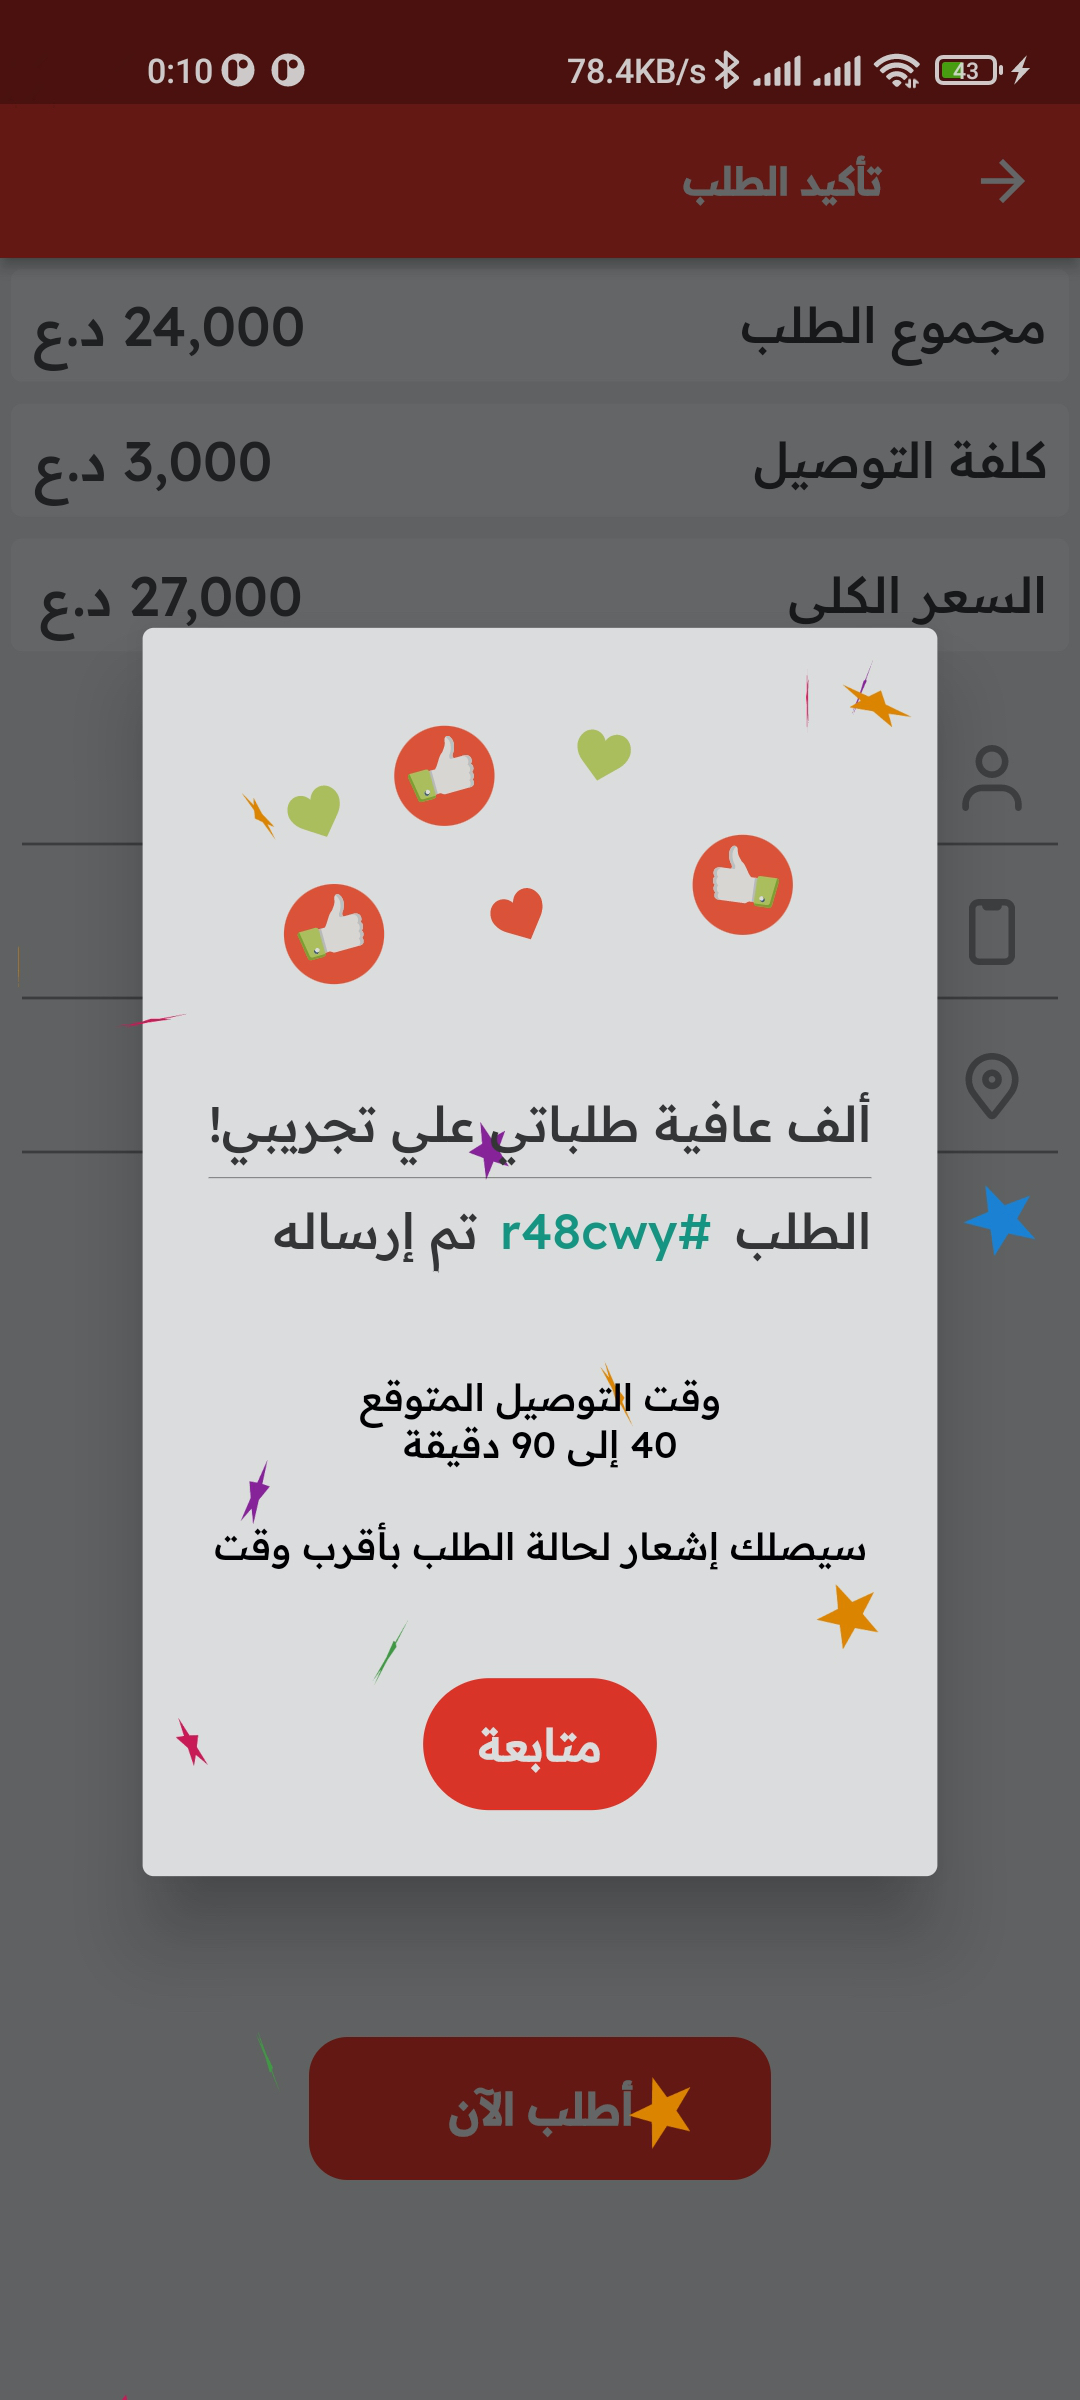 0:10 78.4KB/s 43
تأكيد الطلب
مجموع الطلب 24,000 د.ع
كلفة التوصيل 3,000 د.ع
السعر الكلي 27,000 د.ع
ألف عافية طلباتي علي تجريبي!
الطلب #r48cwy تم إرساله
وقت التوصيل المتوقع
40 إلى 90 دقيقة
سيصلك إشعار لحالة الطلب بأقرب وقت
متابعة
أطلب الآن